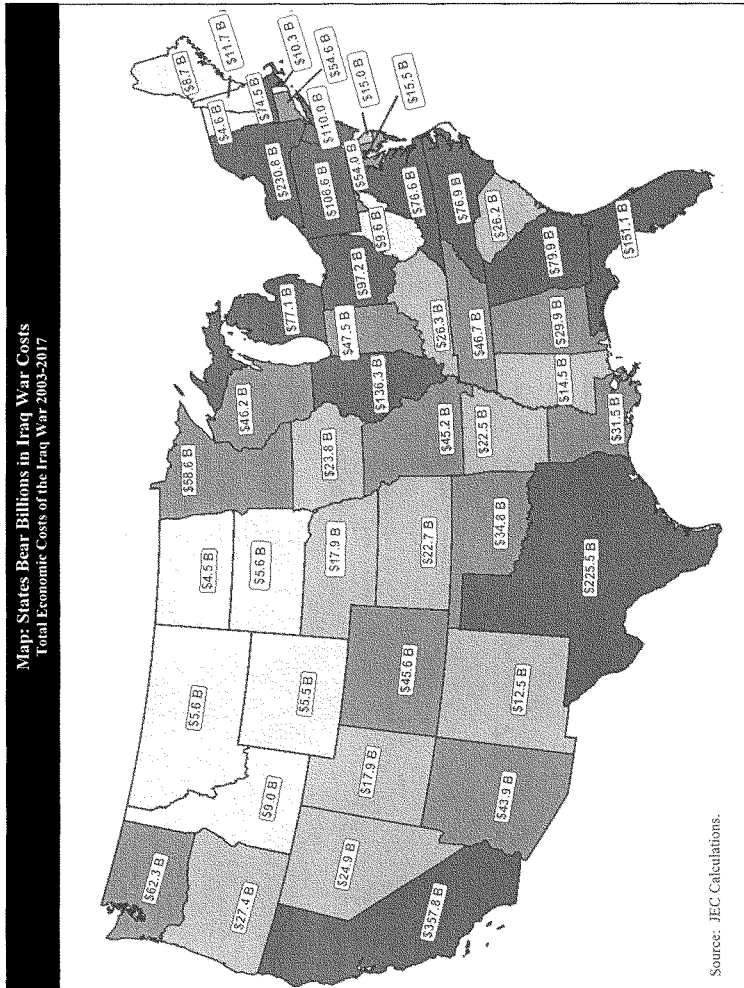 Map: States Bear Billions in Iraq War Costs
Total Economic Costs of the Iraq War 2003-2017
$8.7 B
$11.7 B
$4.6 B
$74.5 B
$10.3 B
$54.6 B
$62.3 B
$5.6 B
$4.5 B
$58.6 B
$230.8 B
$110.0 B
$27.4 B
$9.0 B
$5.5 B
$5.6 B
$46.2 B
$77.1 B
$108.6 B
$54.0 B
$15.5 B
$24.9 B
$17.9 B
$45.6 B
$17.9 B
$23.8 B
$136.3 B
$47.5 B
$97.2 B
$9.6 B
$76.6 B
$357.8 B
$22.7 B
$45.2 B
$26.3 B
$76.9 B
$43.9 B
$12.5 B
$34.8 B
$22.5 B
$46.7 B
$26.2 B
$225.5 B
$31.5 B
$14.5 B
$29.9 B
$79.9 B
$151.1 B
Source: JEC Calculations.